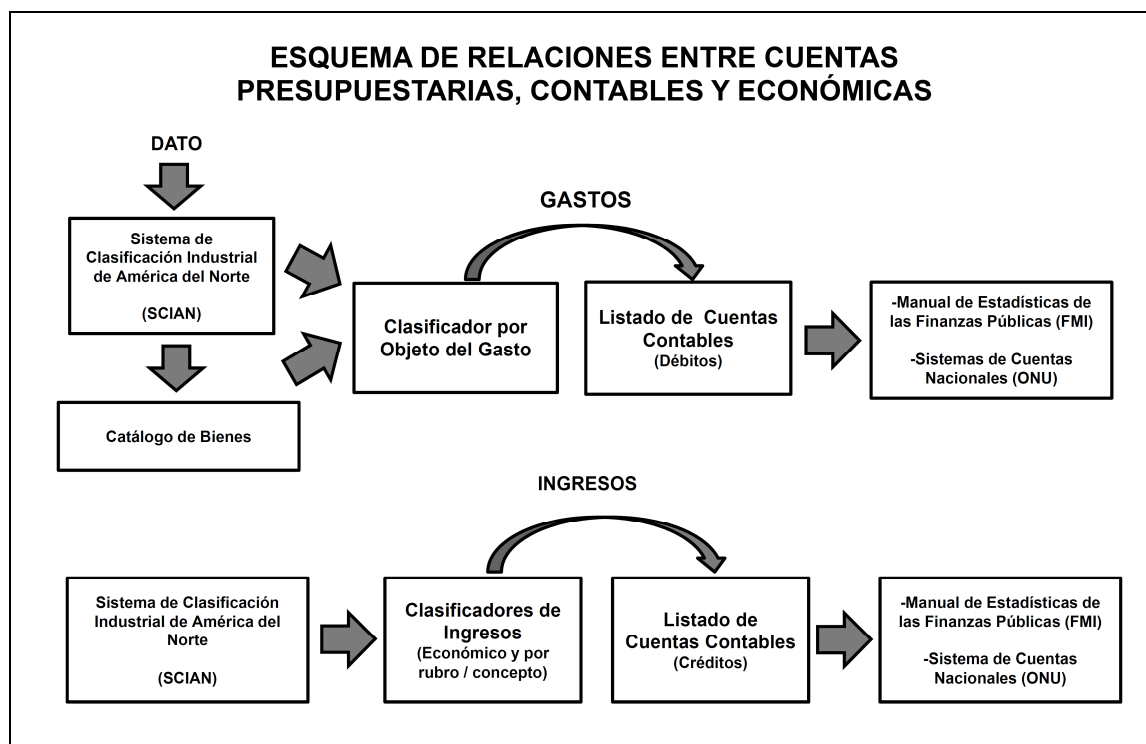 ESQUEMA DE RELACIONES ENTRE CUENTAS
PRESUPUESTARIAS, CONTABLES Y ECONÓMICAS
DATO
Sistema de
Clasificación Industrial
de América del Norte
(SCIAN)
Catálogo de Bienes
GASTOS
Clasificador por
Objeto del Gasto
Listado de Cuentas
Contables
(Débitos)
-Manual de Estadísticas de
las Finanzas Públicas (FMI)
-Sistemas de Cuentas
Nacionales (ONU)
INGRESOS
Sistema de Clasificación
Industrial de América del
Norte
(SCIAN)
Clasificadores de
Ingresos
(Económico y por
rubro / concepto)
Listado de
Cuentas Contables
(Créditos)
-Manual de Estadísticas de
las Finanzas Públicas (FMI)
-Sistema de Cuentas
Nacionales (ONU)